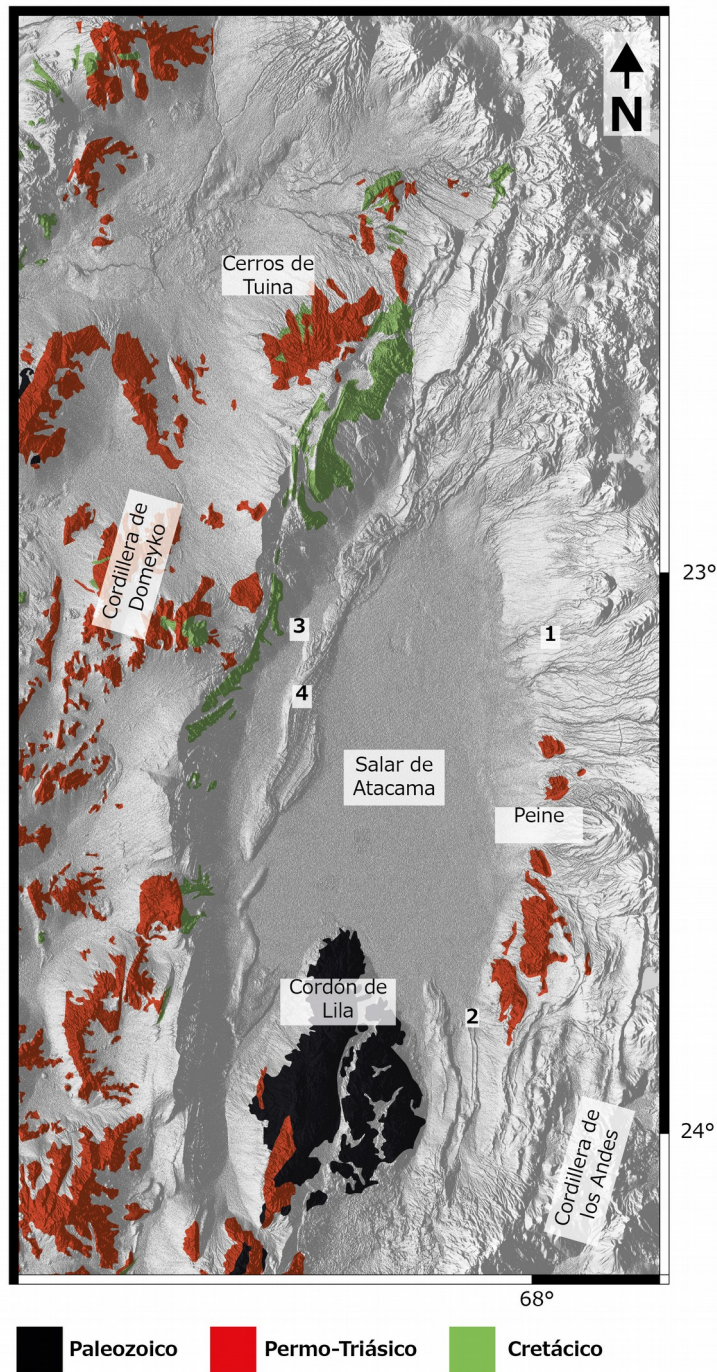 N
Cerros de
Tuina
Cordillera de
Domeyko
23°
3
1
4
Salar de
Atacama
Peine
Cordón de
Lila
2
24°
Cordillera de
los Andes
68°
Paleozoico
Permo-Triásico
Cretácico